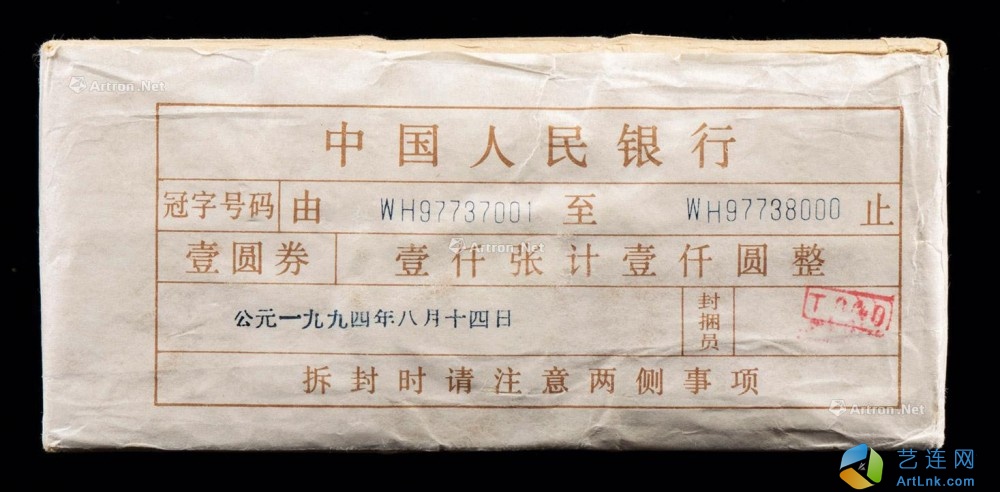 Artron.Net
中国人民银行
冠字号码 由 WH97737001 至 WH97738000 止
壹圆券 壹仟张计壹仟圆整
Artron.Net
公元一九九四年八月十四日 封捆员
拆封时请注意两侧事项
Artron.Net
艺连网
ArtLnk.com